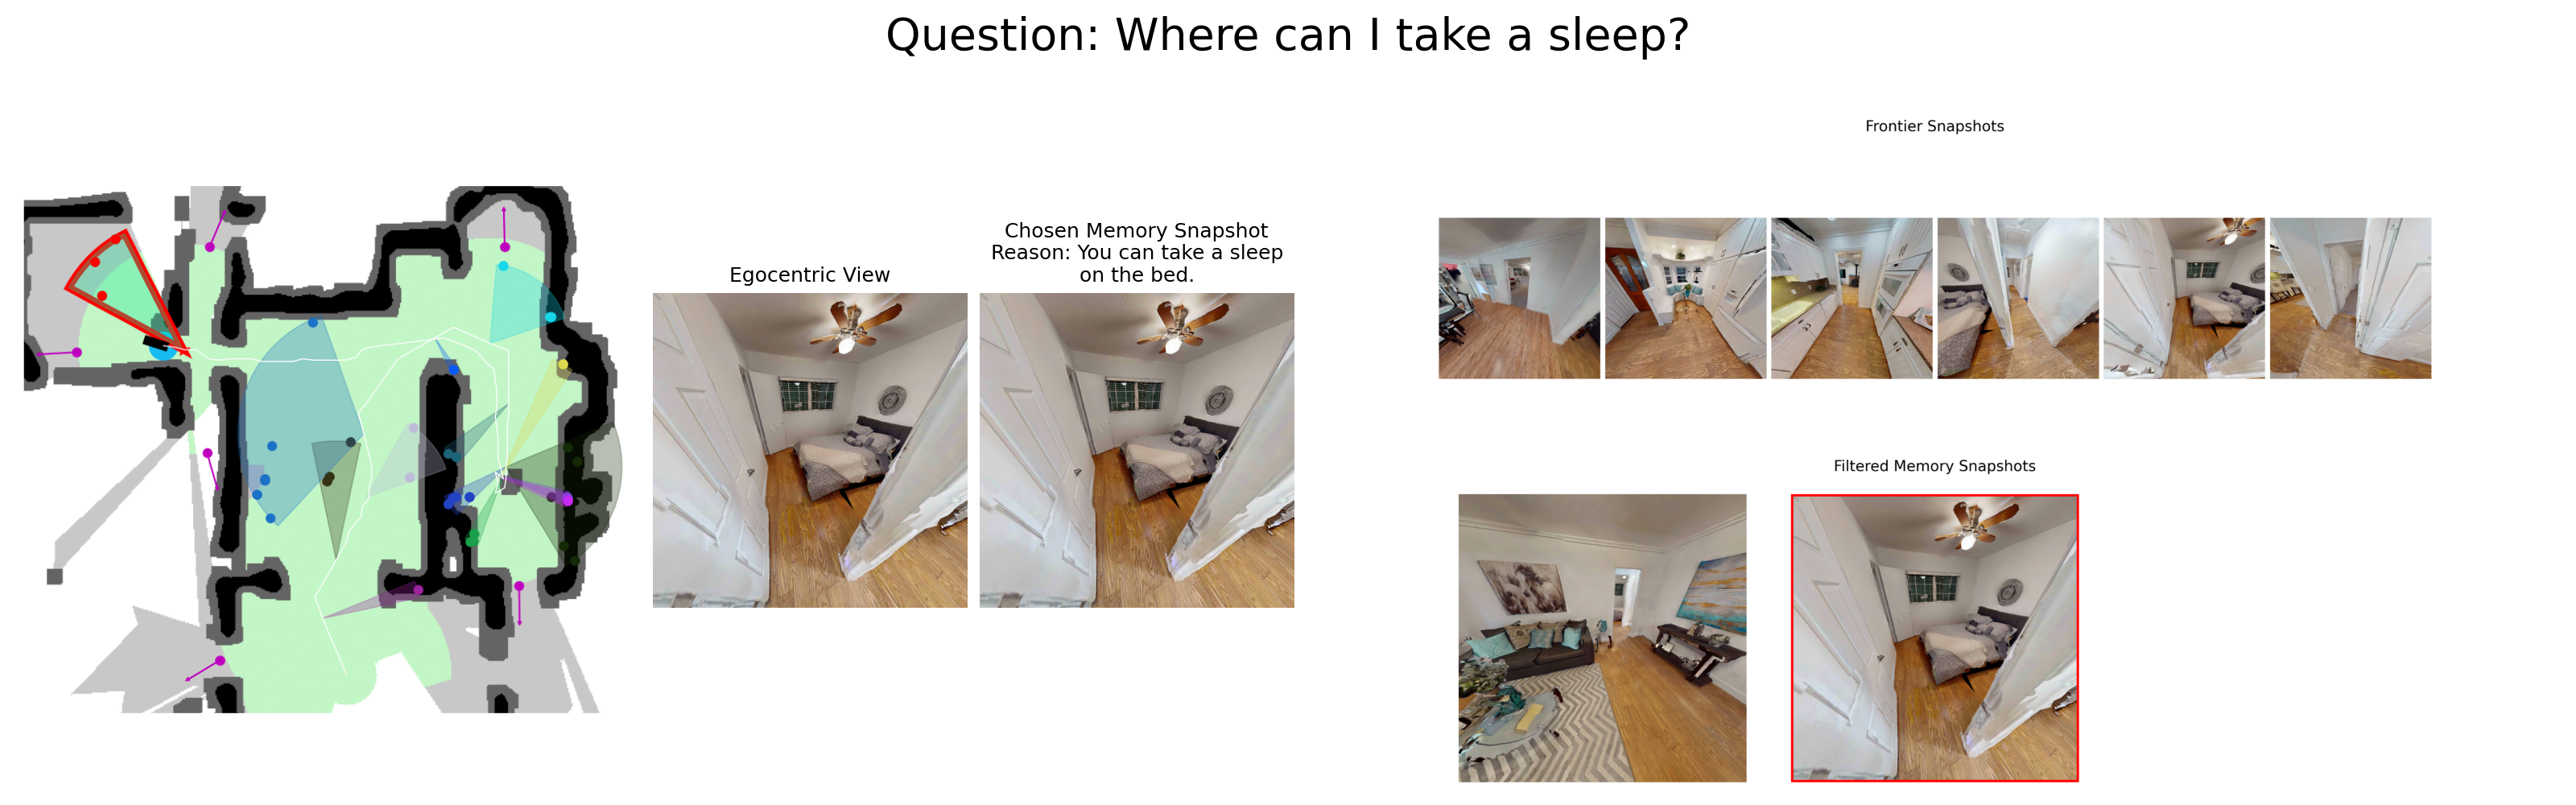 Question: Where can I take a sleep?
Frontier Snapshots
Egocentric View
Chosen Memory Snapshot
Reason: You can take a sleep
on the bed.
Filtered Memory Snapshots